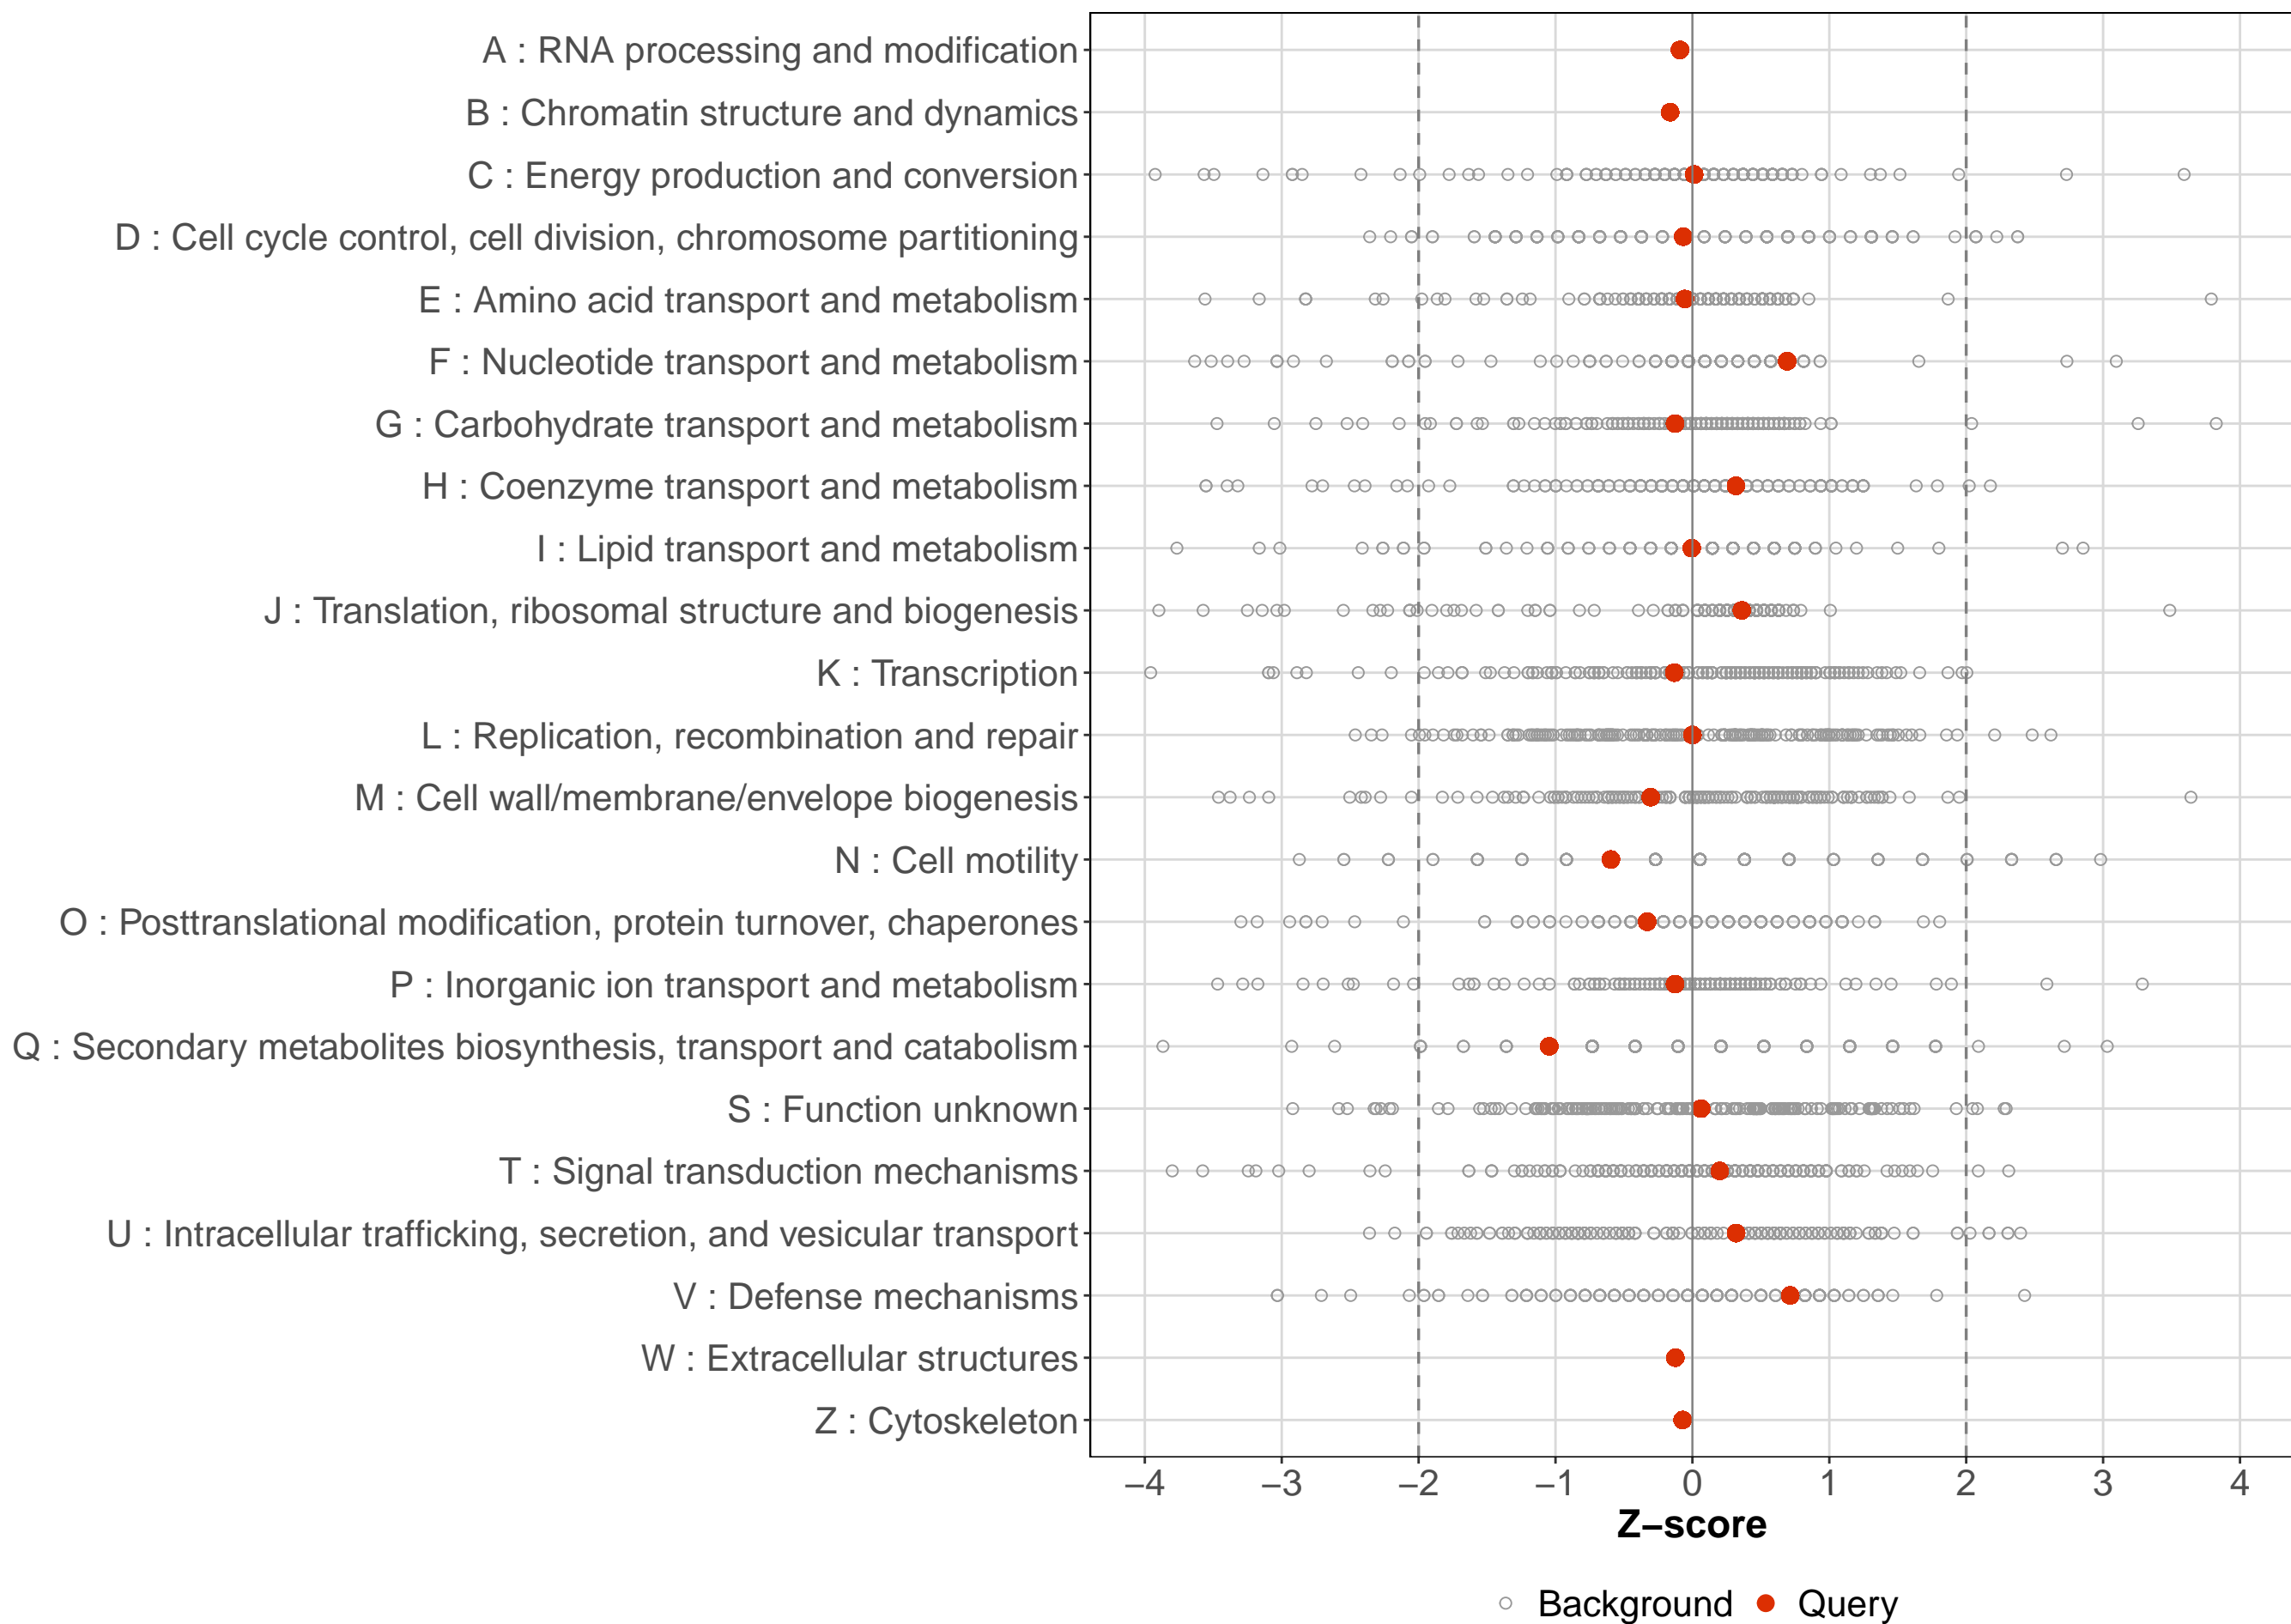 A : RNA processing and modification
B : Chromatin structure and dynamics
C : Energy production and conversion
D : Cell cycle control, cell division, chromosome partitioning
E : Amino acid transport and metabolism
F : Nucleotide transport and metabolism
G : Carbohydrate transport and metabolism
H : Coenzyme transport and metabolism
I : Lipid transport and metabolism
J : Translation, ribosomal structure and biogenesis
K : Transcription
L : Replication, recombination and repair
M : Cell wall/membrane/envelope biogenesis
N : Cell motility
O : Posttranslational modification, protein turnover, chaperones
P : Inorganic ion transport and metabolism
Q : Secondary metabolites biosynthesis, transport and catabolism
S : Function unknown
T : Signal transduction mechanisms
U : Intracellular trafficking, secretion, and vesicular transport
V : Defense mechanisms
W : Extracellular structures
Z : Cytoskeleton
−4 −3 −2 −1 0 1 2 3 4
Z−score
Background Query